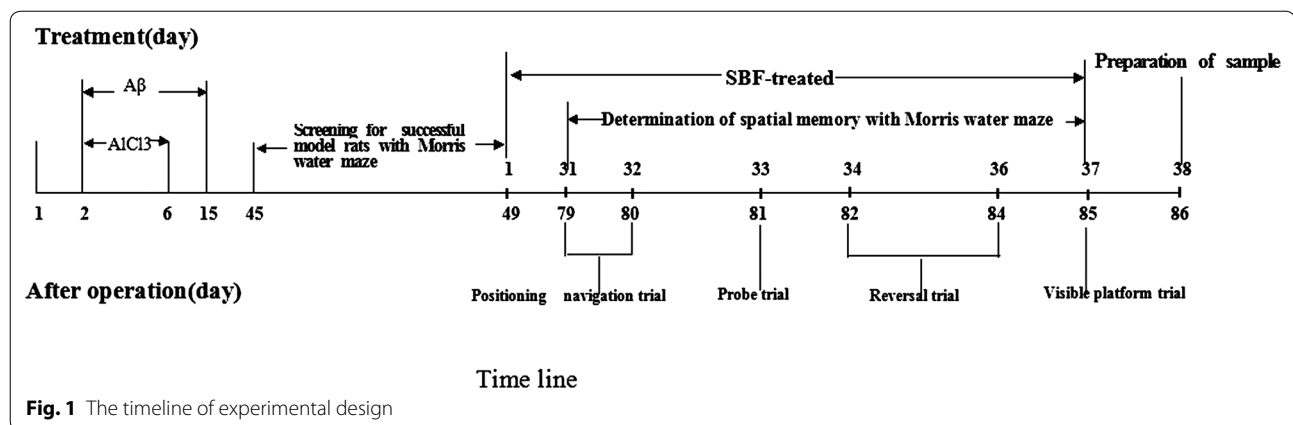 Treatment(day)
Preparation of sample
SBF-treated
Aβ
Determination of spatial memory with Morris water maze
AlCl3
Screening for successful
model rats with Morris
water maze
1 31 32 33 34 36 37 38
1 2 6 15 45 49 79 80 81 82 84 85 86
After operation(day)
Positioning navigation trial
Probe trial
Reversal trial
Visible platform trial
Time line
Fig. 1 The timeline of experimental design